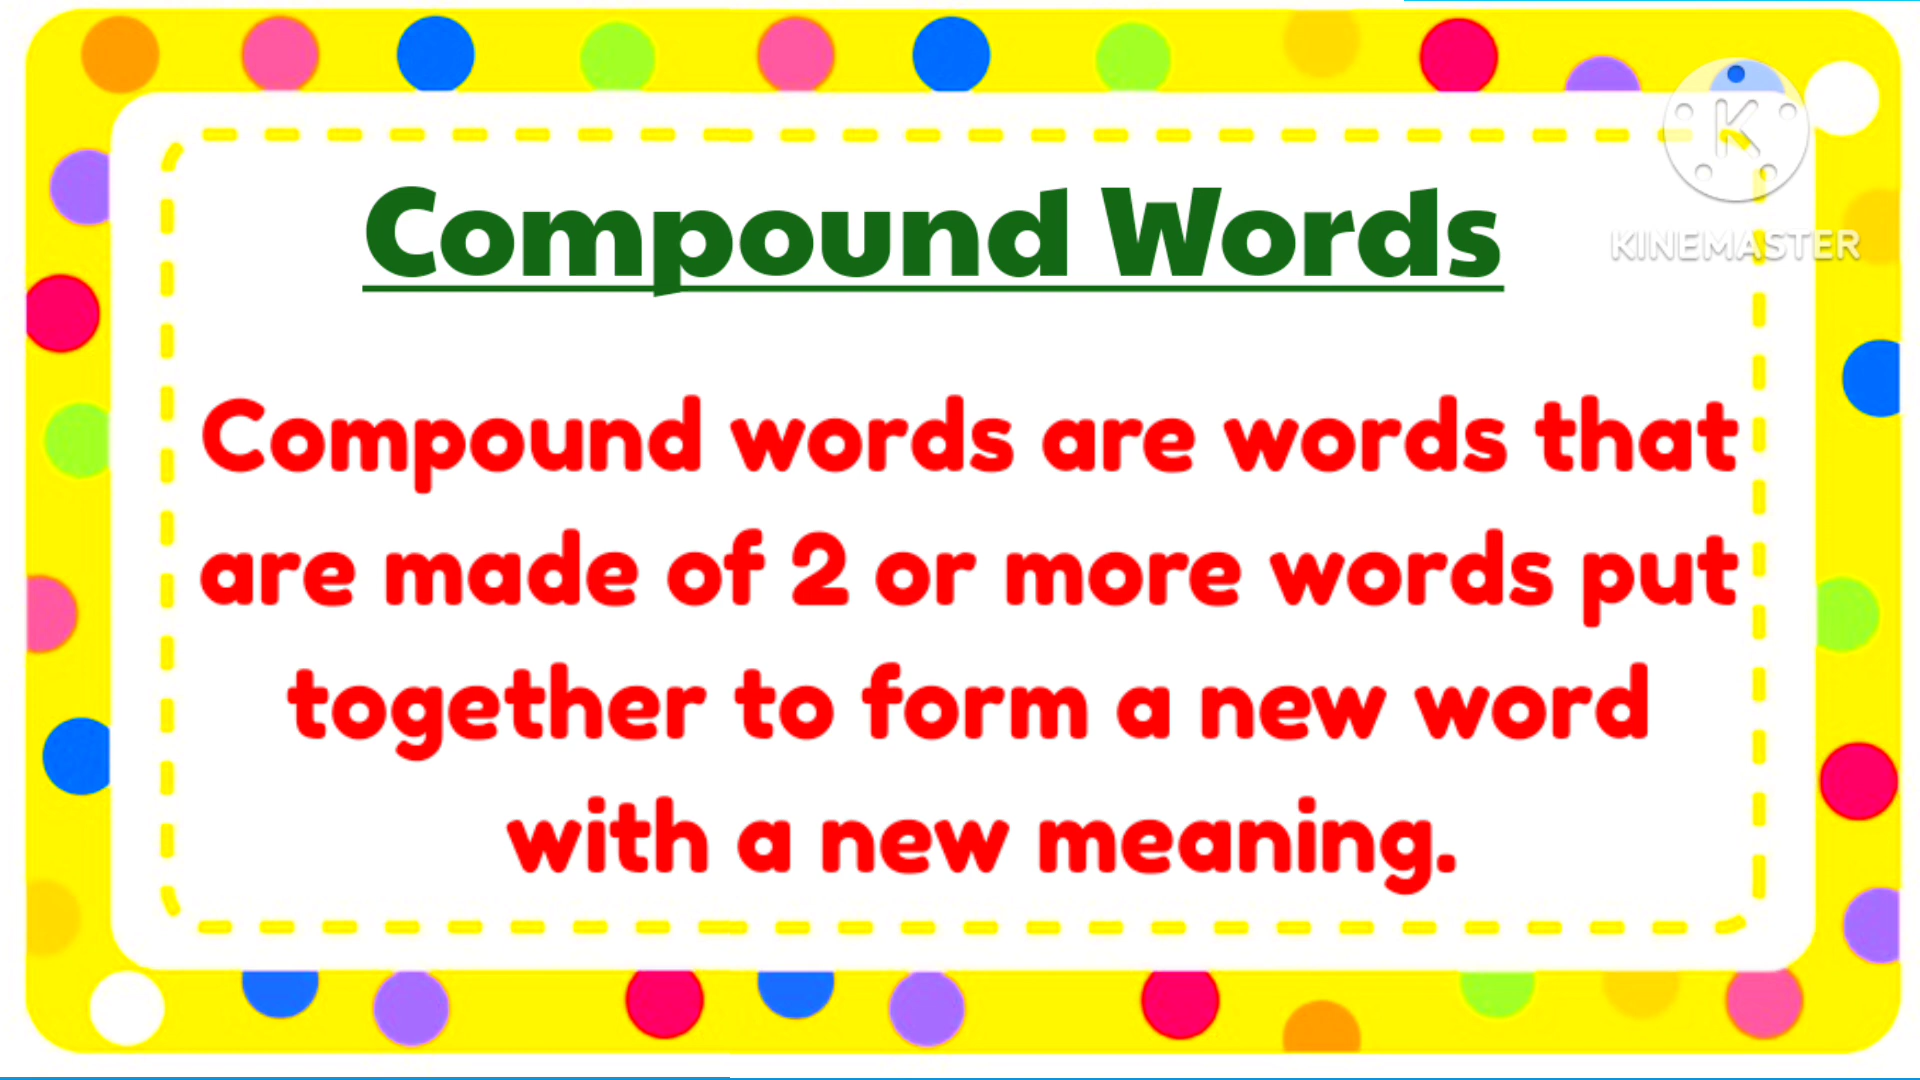 Compound Words
K
KINEMASTER
Compound words are words that
are made of 2 or more words put
together to form a new word
with a new meaning.